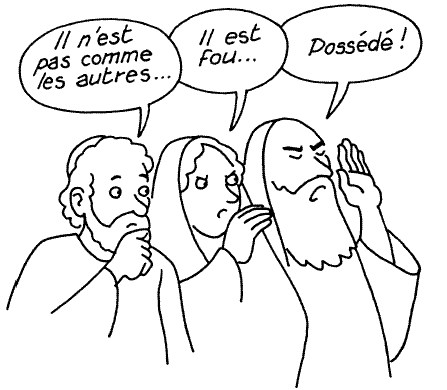 Il n'est
pas comme
les autres...
Il est
fou...
Possédé !